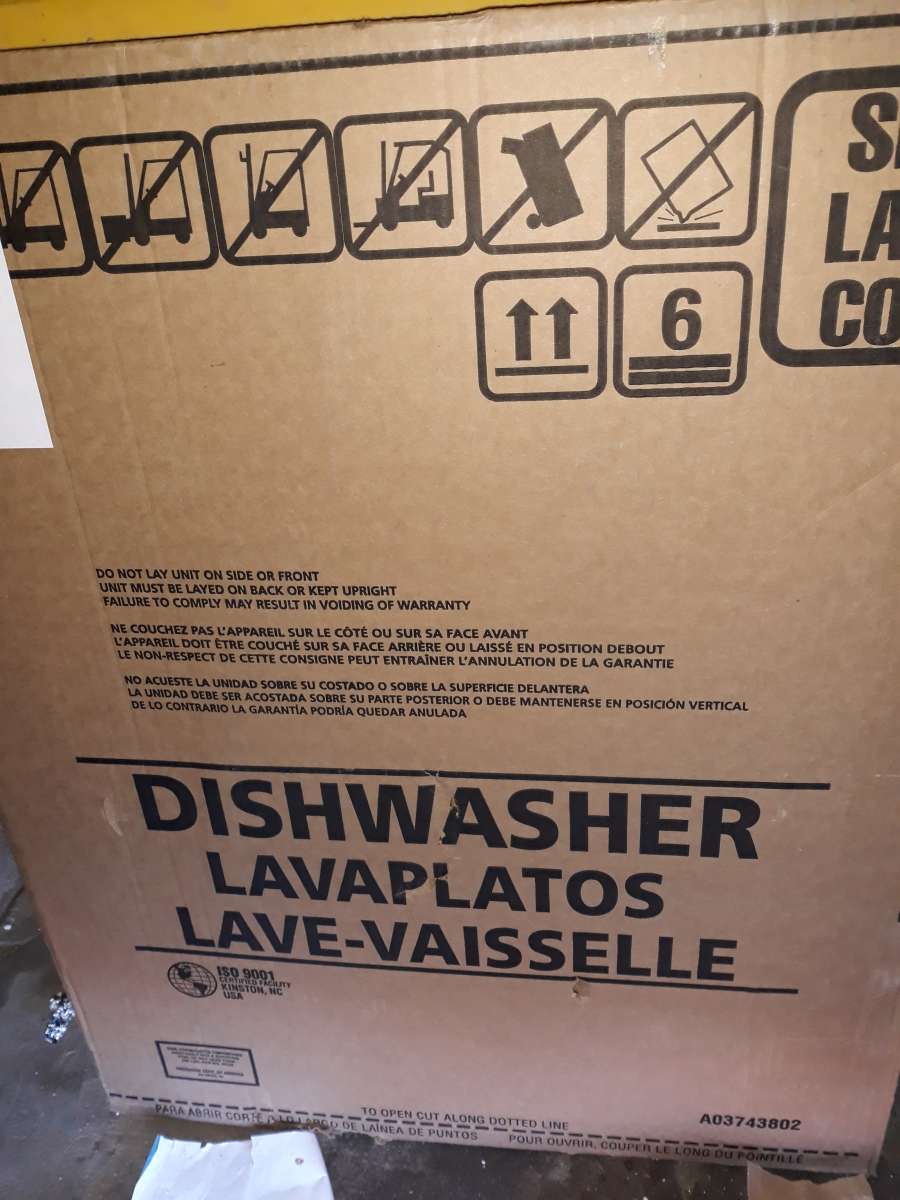 6
DO NOT LAY UNIT ON SIDE OR FRONT
UNIT MUST BE LAYED ON BACK OR KEPT UPRIGHT
FAILURE TO COMPLY MAY RESULT IN VOIDING OF WARRANTY
NE COUCHEZ PAS L'APPAREIL SUR LE CÔTÉ OU SUR SA FACE AVANT
L'APPAREIL DOIT ÊTRE COUCHÉ SUR SA FACE ARRIÈRE OU LAISSÉ EN POSITION DEBOUT
LE NON-RESPECT DE CETTE CONSIGNE PEUT ENTRAÎNER L'ANNULATION DE LA GARANTIE
NO ACUESTE LA UNIDAD SOBRE SU COSTADO O SOBRE LA SUPERFICIE DELANTERA
LA UNIDAD DEBE SER ACOSTADA SOBRE SU PARTE POSTERIOR O DEBE MANTENERSE EN POSICIÓN VERTICAL
DE LO CONTRARIO LA GARANTÍA PODRÍA QUEDAR ANULADA
DISHWASHER
LAVAPLATOS
LAVE-VAISSELLE
ISO 9001
CERTIFIED FACILITY
KINSTON, NC
USA
TO OPEN CUT ALONG DOTTED LINE
A03743802
PARA ABRIR CORTE A LO LARGO DE LAÍNEA DE PUNTOS
POUR OUVRIR, COUPER LE LONG DU POINTILLÉ